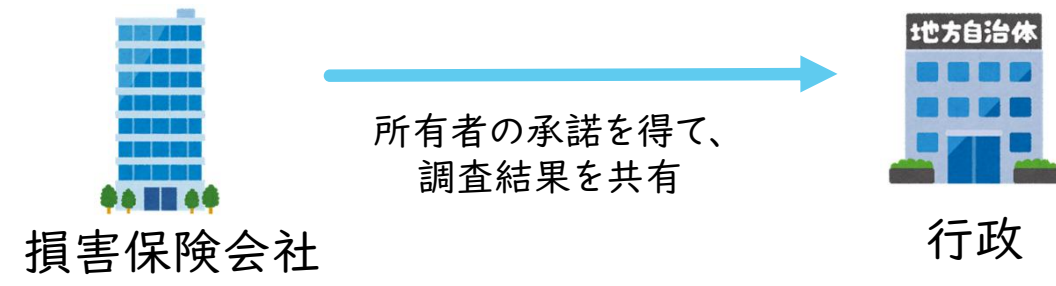 地方自治体
所有者の承諾を得て、
調査結果を共有
損害保険会社
行政